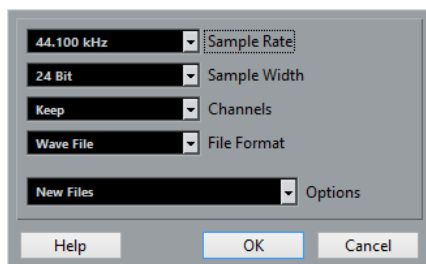 44.100 kHz Sample Rate
24 Bit Sample Width
Keep Channels
Wave File File Format
New Files Options
Help OK Cancel